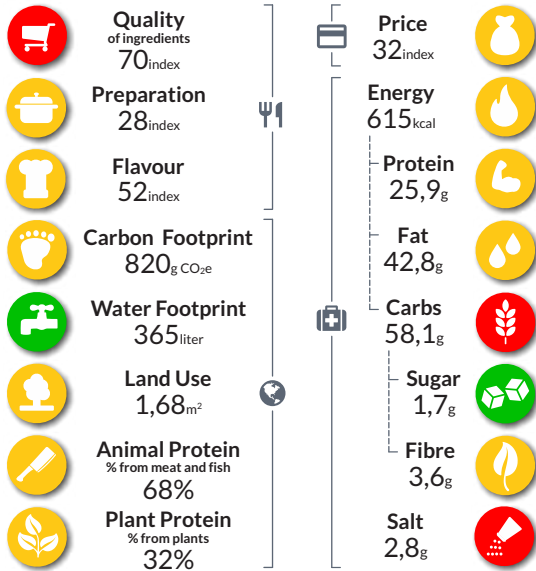 Quality
of ingredients
70index
Preparation
28index
Flavour
52index
Carbon Footprint
820g CO₂e
Water Footprint
365liter
Land Use
1,68m²
Animal Protein
% from meat and fish
68%
Plant Protein
% from plants
32%
Price
32index
Energy
615kcal
Protein
25,9g
Fat
42,8g
Carbs
58,1g
Sugar
1,7g
Fibre
3,6g
Salt
2,8g